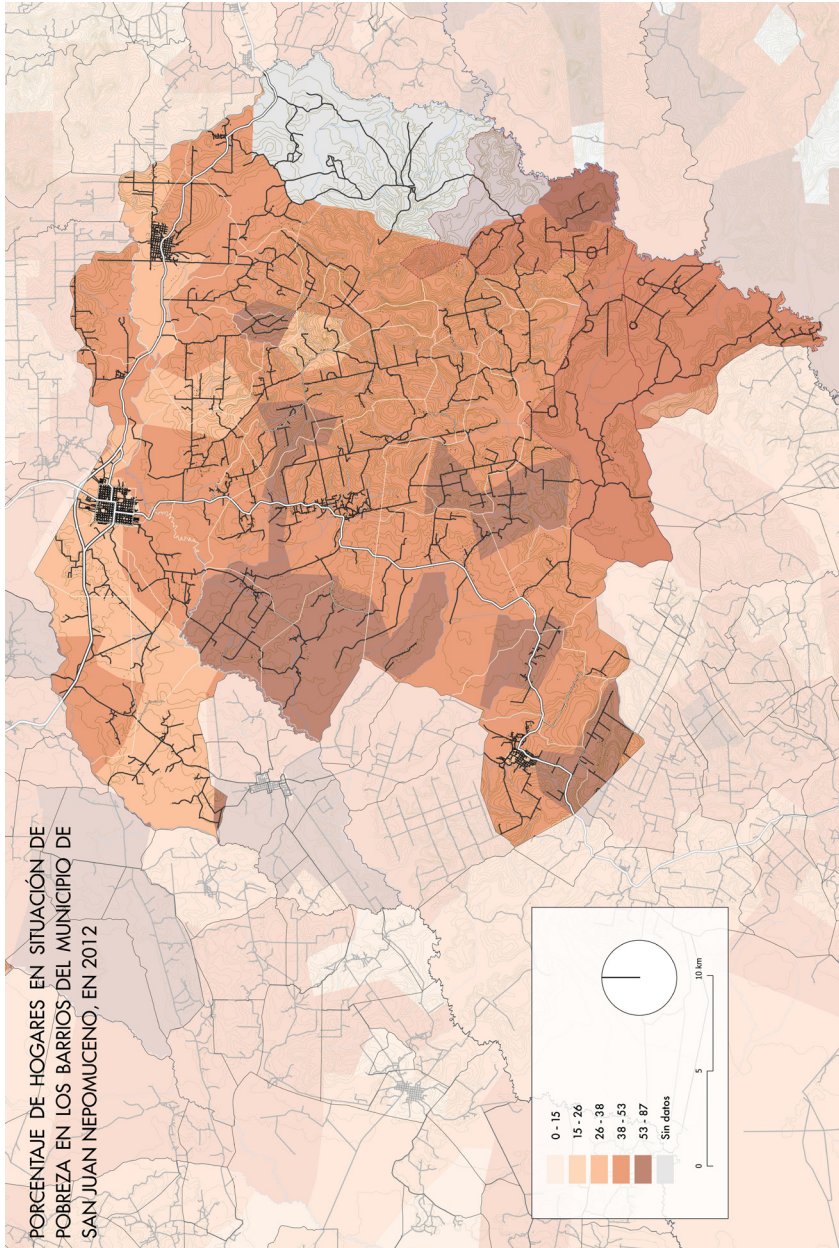 PORCENTAJE DE HOGARES EN SITUACIÓN DE
POBREZA EN LOS BARRIOS DEL MUNICIPIO DE
SAN JUAN NEPOMUCENO, EN 2012
0 - 15
15 - 26
26 - 38
38 - 53
53 - 87
Sin datos
0
5
10 km